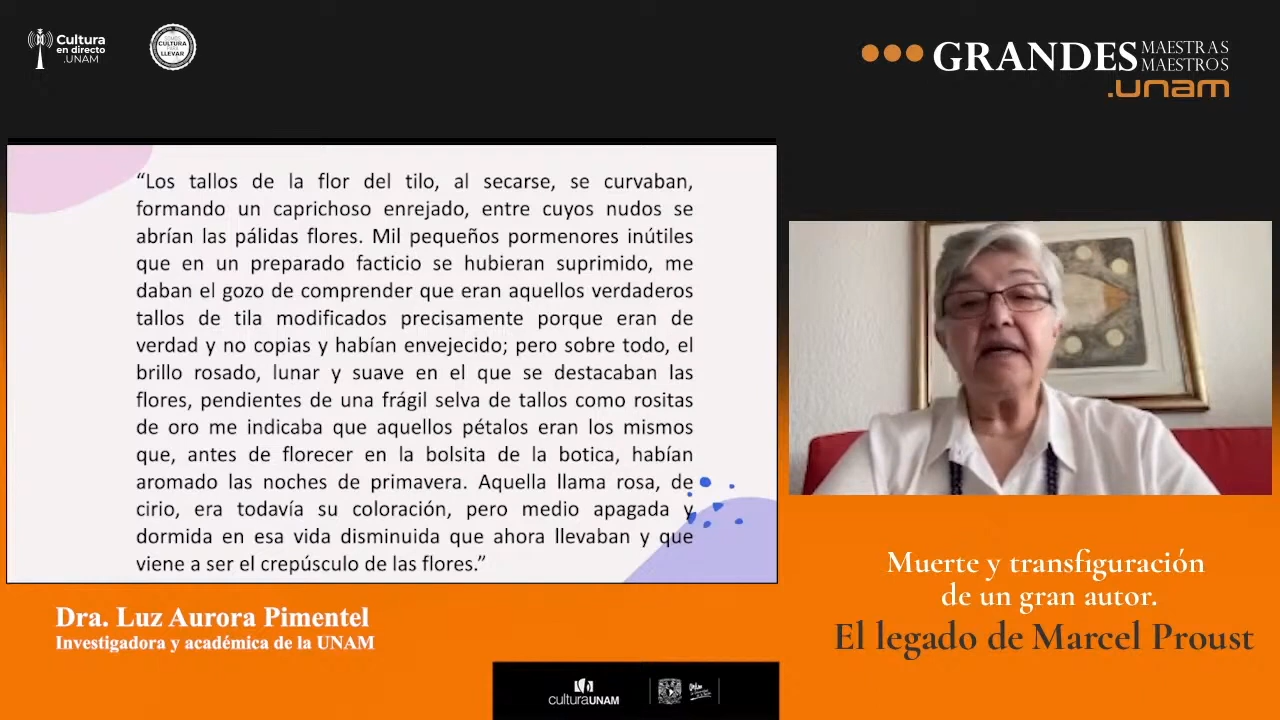 Cultura
en directo
.UNAM
SOMOS
CULTURA
PARA
LLEVAR
GRANDES MAESTRAS
MAESTROS
.unam
“Los tallos de la flor del tilo, al secarse, se curvaban,
formando un caprichoso enrejado, entre cuyos nudos se
abrían las pálidas flores. Mil pequeños pormenores inútiles
que en un preparado facticio se hubieran suprimido, me
daban el gozo de comprender que eran aquellos verdaderos
tallos de tila modificados precisamente porque eran de
verdad y no copias y habían envejecido; pero sobre todo, el
brillo rosado, lunar y suave en el que se destacaban las
flores, pendientes de una frágil selva de tallos como rositas
de oro me indicaba que aquellos pétalos eran los mismos
que, antes de florecer en la bolsita de la botica, habían
aromado las noches de primavera. Aquella llama rosa, de
cirio, era todavía su coloración, pero medio apagada y
dormida en esa vida disminuida que ahora llevaban y que
viene a ser el crepúsculo de las flores.”
Dra. Luz Aurora Pimentel
Investigadora y académica de la UNAM
Muerte y transfiguración
de un gran autor.
El legado de Marcel Proust
culturaUNAM